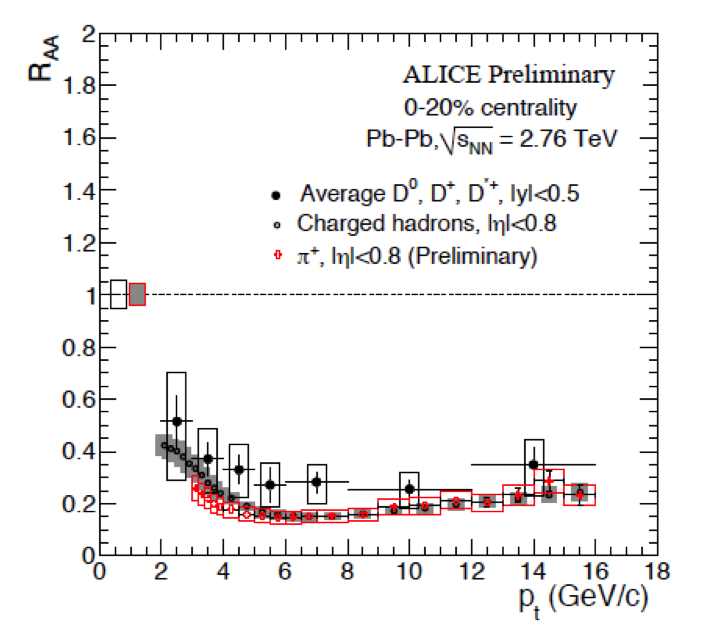 R_AA
2
1.8
1.6
1.4
1.2
1
0.8
0.6
0.4
0.2
0
ALICE Preliminary
0-20% centrality
Pb-Pb,√s_NN = 2.76 TeV
Average D⁰, D⁺, D*⁺, |y|<0.5
Charged hadrons, |η|<0.8
π⁺, |η|<0.8 (Preliminary)
0 2 4 6 8 10 12 14 16 18
p_t (GeV/c)